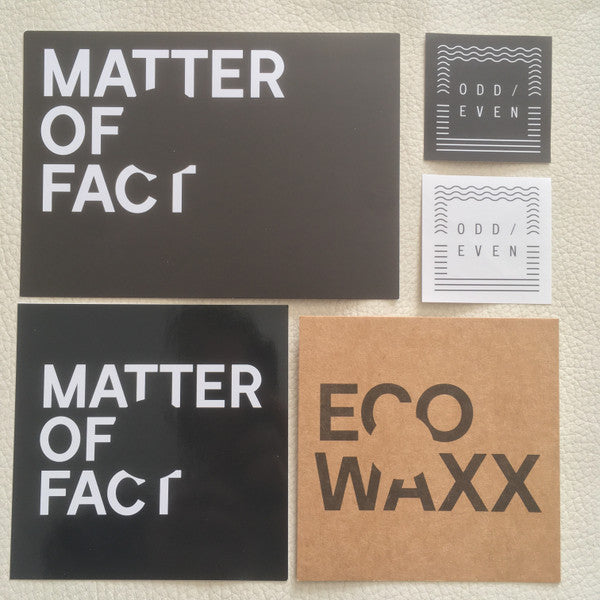 MATTER
OF
FACT
ODD/
EVEN
ODD/
EVEN
MATTER
OF
FACT
ECO
WAXX